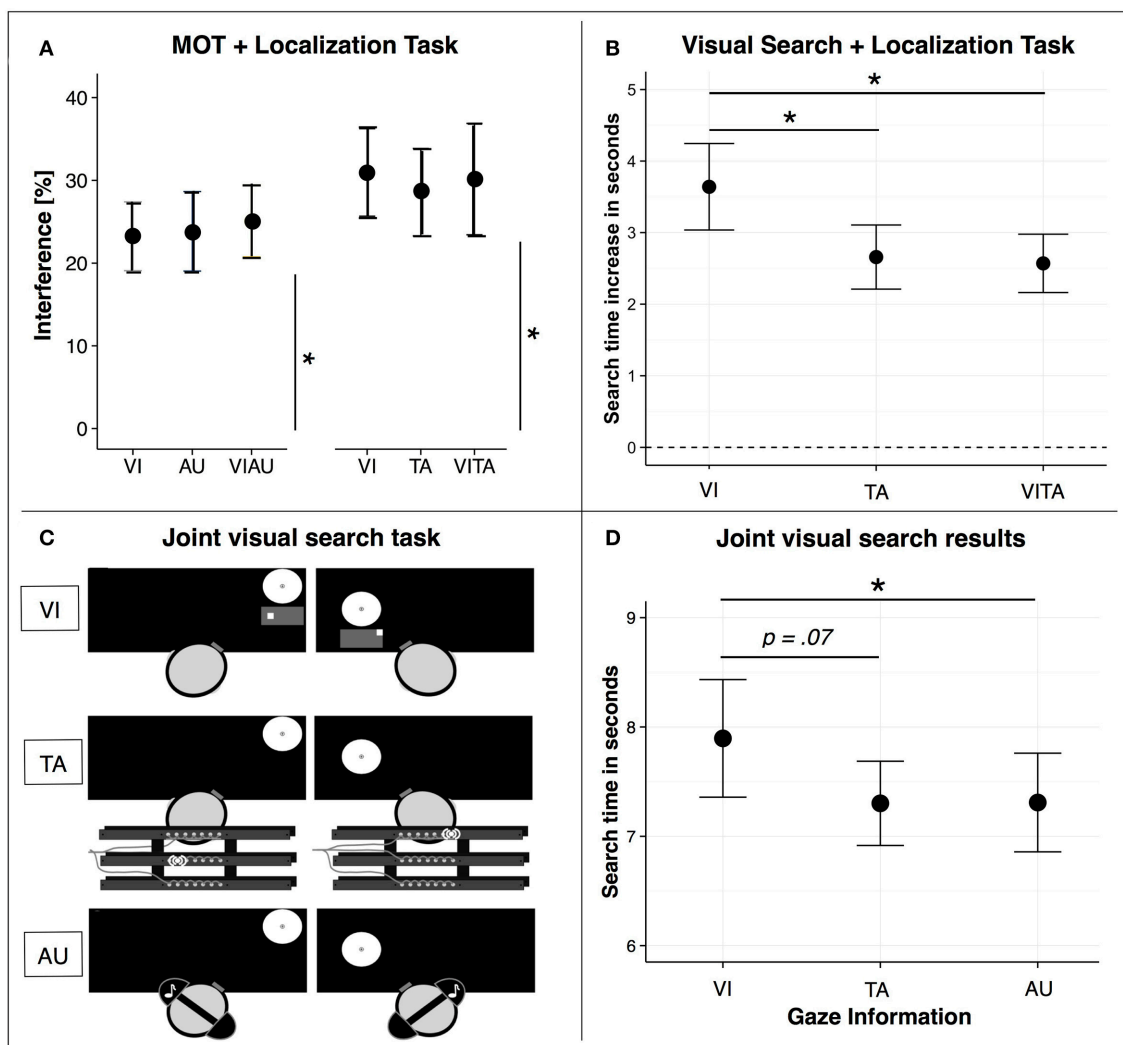 A
MOT + Localization Task
Interference [%]
40
30
20
10
0
*
*
VI AU VIAU VI TA VITA
B
Visual Search + Localization Task
Search time increase in seconds
5
4
3
2
1
0
*
*
VI TA VITA
C
Joint visual search task
VI
TA
AU
D
Joint visual search results
Search time in seconds
9
8
7
6
*
p = .07
VI TA AU
Gaze Information